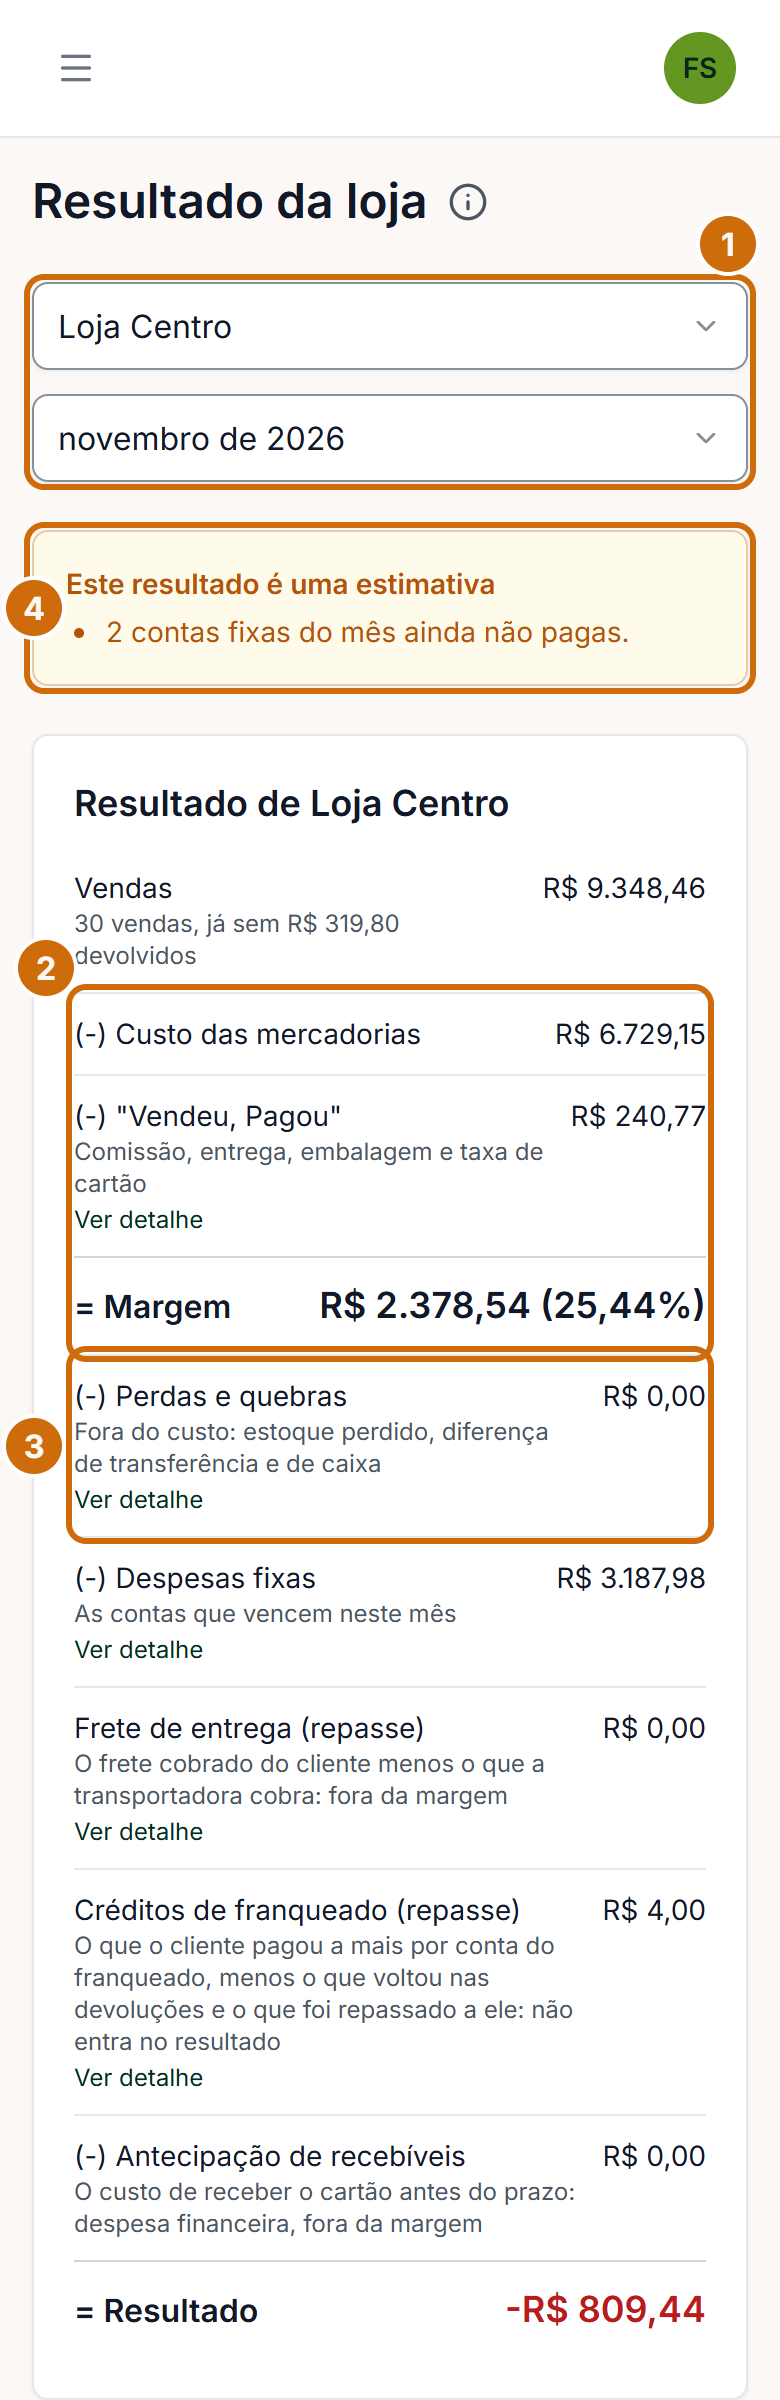 FS
Resultado da loja
1
Loja Centro
novembro de 2026
Este resultado é uma estimativa
4
• 2 contas fixas do mês ainda não pagas.
Resultado de Loja Centro
Vendas R$ 9.348,46
30 vendas, já sem R$ 319,80
devolvidos
2
(-) Custo das mercadorias R$ 6.729,15
(-) "Vendeu, Pagou" R$ 240,77
Comissão, entrega, embalagem e taxa de
cartão
Ver detalhe
= Margem R$ 2.378,54 (25,44%)
(-) Perdas e quebras R$ 0,00
Fora do custo: estoque perdido, diferença
de transferência e de caixa
3
Ver detalhe
(-) Despesas fixas R$ 3.187,98
As contas que vencem neste mês
Ver detalhe
Frete de entrega (repasse) R$ 0,00
O frete cobrado do cliente menos o que a
transportadora cobra: fora da margem
Ver detalhe
Créditos de franqueado (repasse) R$ 4,00
O que o cliente pagou a mais por conta do
franqueado, menos o que voltou nas
devoluções e o que foi repassado a ele: não
entra no resultado
Ver detalhe
(-) Antecipação de recebíveis R$ 0,00
O custo de receber o cartão antes do prazo:
despesa financeira, fora da margem
= Resultado -R$ 809,44